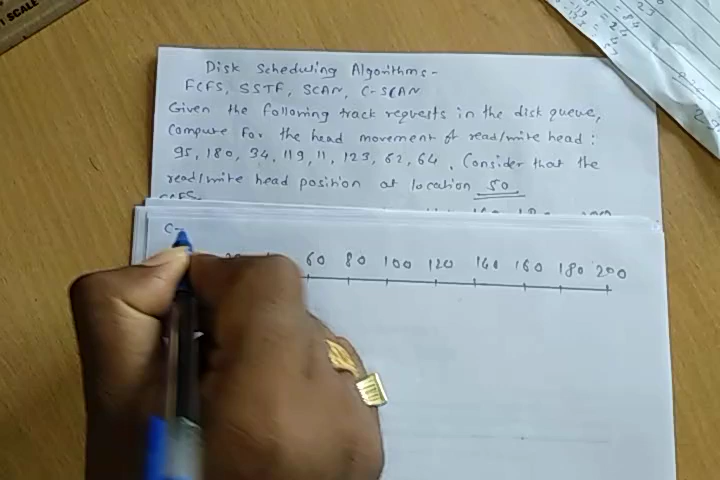 1 SCALE
Disk Scheduling Algorithms-
FCFS, SSTF, SCAN, C-SCAN
Given the following track requests in the disk queue,
compute for the head movement of read/write head :
95, 180, 34, 119, 11, 123, 62, 64. Consider that the
read/write head position at location 50
C-
60 80 100 120 140 160 180 200